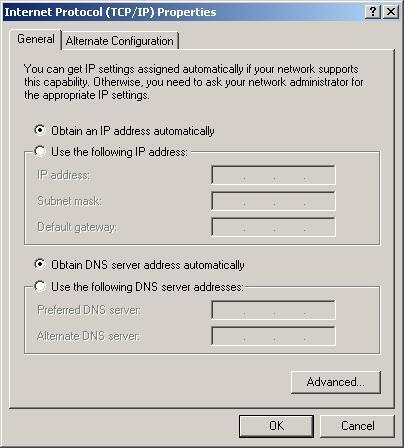 Internet Protocol (TCP/IP) Properties
General
Alternate Configuration
You can get IP settings assigned automatically if your network supports
this capability. Otherwise, you need to ask your network administrator for
the appropriate IP settings.
Obtain an IP address automatically
Use the following IP address:
IP address:
Subnet mask:
Default gateway:
Obtain DNS server address automatically
Use the following DNS server addresses:
Preferred DNS server:
Alternate DNS server:
Advanced...
OK
Cancel